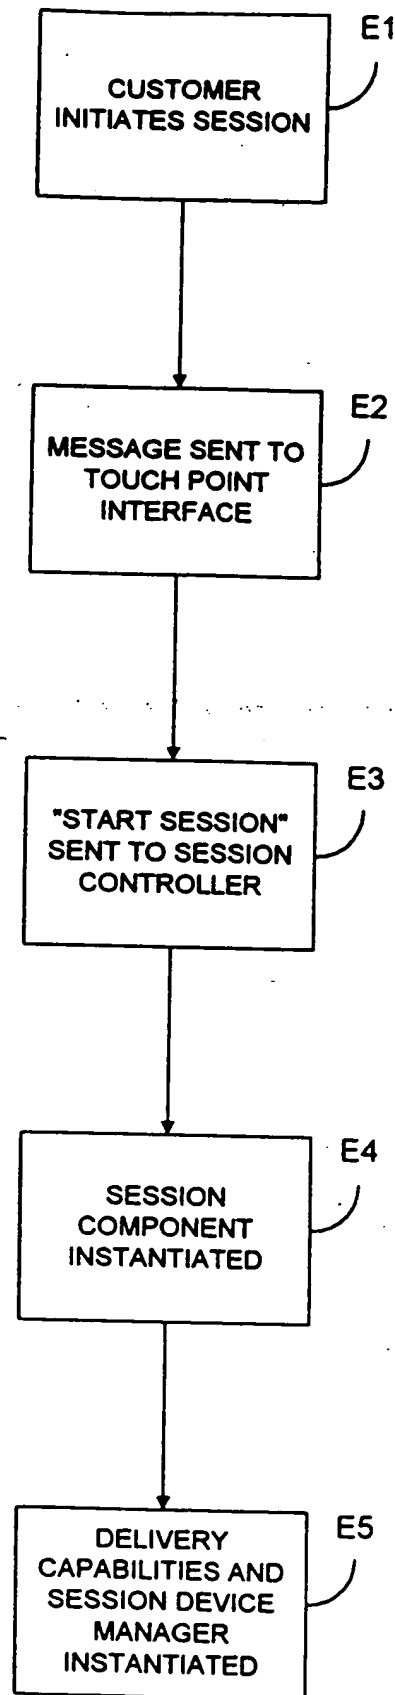 E1
CUSTOMER
INITIATES SESSION
E2
MESSAGE SENT TO
TOUCH POINT
INTERFACE
E3
"START SESSION"
SENT TO SESSION
CONTROLLER
E4
SESSION
COMPONENT
INSTANTIATED
E5
DELIVERY
CAPABILITIES AND
SESSION DEVICE
MANAGER
INSTANTIATED